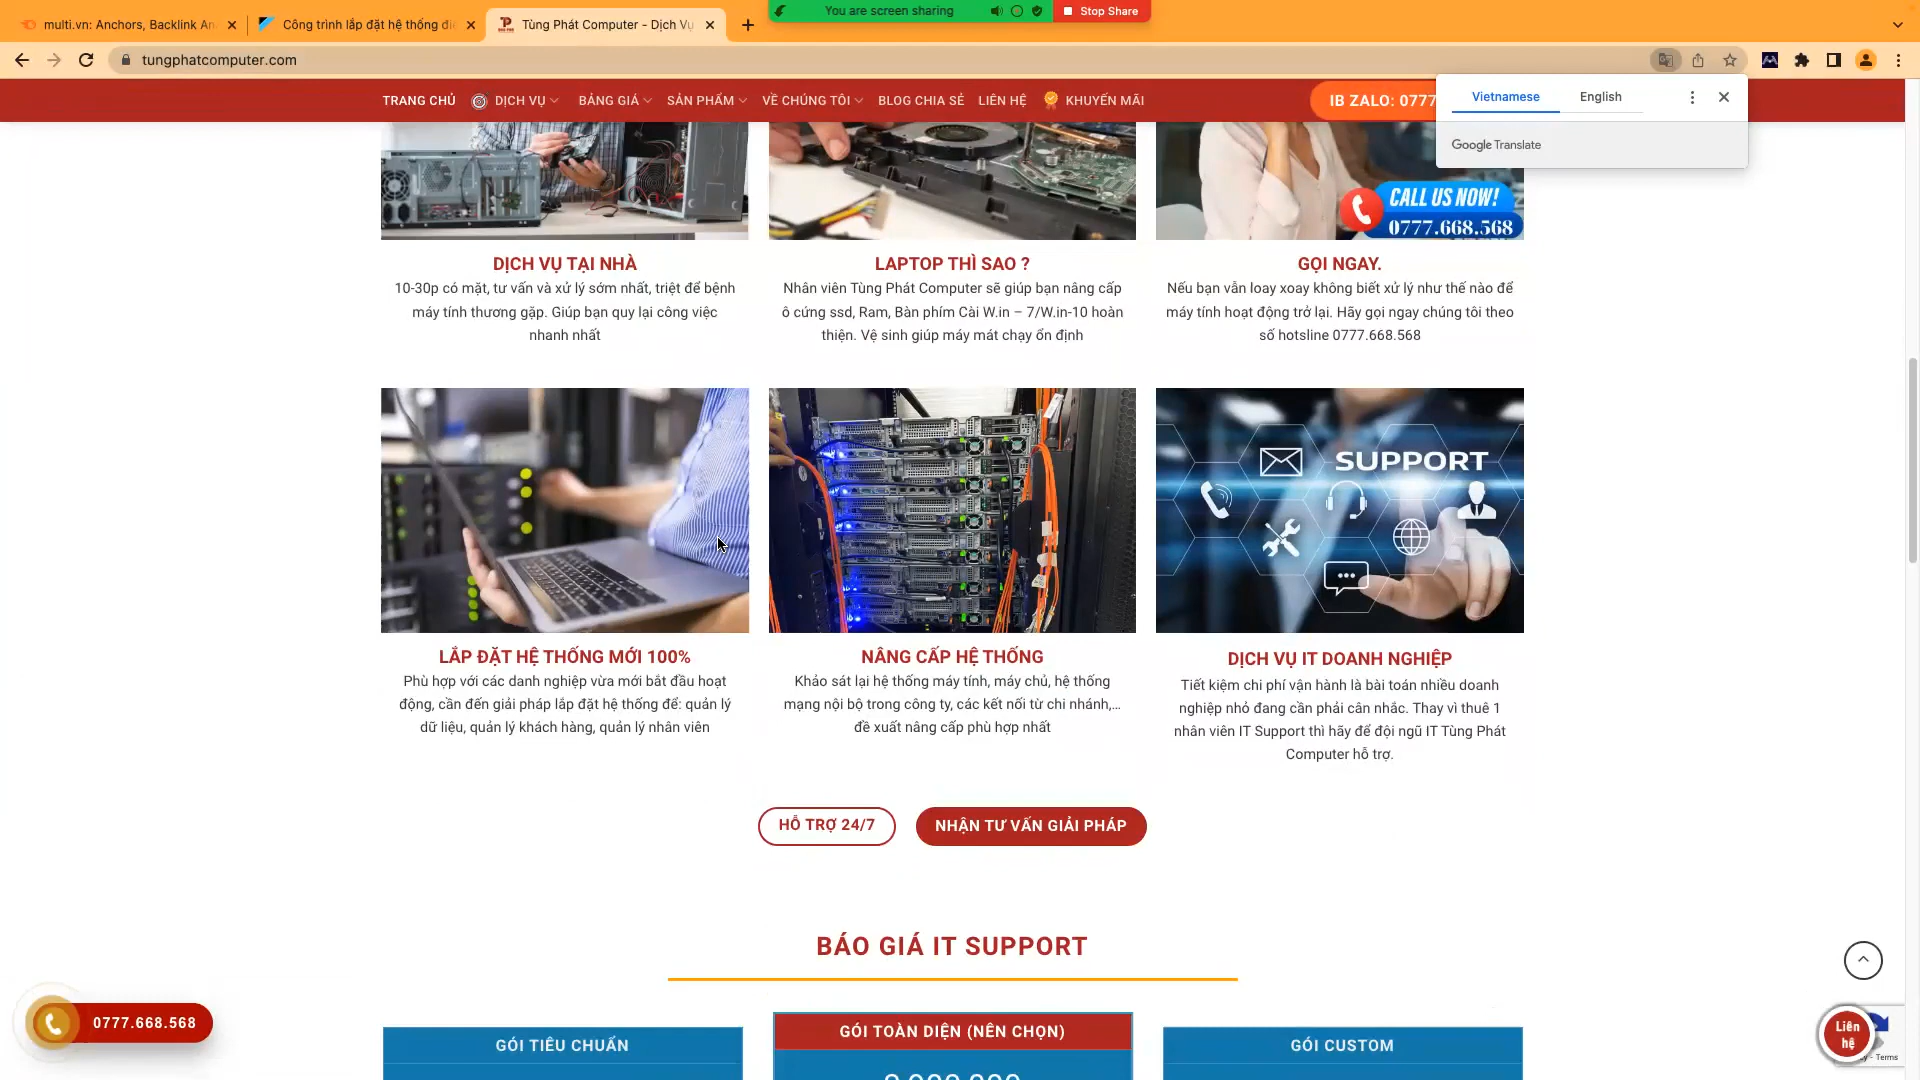 You are screen sharing
Stop Share
multi.vn: Anchors, Backlink An
Công trình lắp đặt hệ thống đi
Tùng Phát Computer - Dịch Vụ
tungphatcomputer.com
TRANG CHỦ
DỊCH VỤ
BẢNG GIÁ
SẢN PHẨM
VỀ CHÚNG TÔI
BLOG CHIA SẺ
LIÊN HỆ
KHUYẾN MÃI
IB ZALO: 0777
Vietnamese
English
Google Translate
CALL US NOW!
0777.668.568
DỊCH VỤ TẠI NHÀ
10-30p có mặt, tư vấn và xử lý sớm nhất, triệt để bệnh
máy tính thương gặp. Giúp bạn quy lại công việc
nhanh nhất
LAPTOP THÌ SAO ?
Nhân viên Tùng Phát Computer sẽ giúp bạn nâng cấp
ô cứng ssd, Ram, Bàn phím Cài W.in – 7/W.in-10 hoàn
thiện. Vệ sinh giúp máy mát chạy ổn định
GỌI NGAY.
Nếu bạn vẫn loay xoay không biết xử lý như thế nào để
máy tính hoạt động trở lại. Hãy gọi ngay chúng tôi theo
số hotsline 0777.668.568
SUPPORT
LẮP ĐẶT HỆ THỐNG MỚI 100%
Phù hợp với các danh nghiệp vừa mới bắt đầu hoạt
động, cần đến giải pháp lắp đặt hệ thống để: quản lý
dữ liệu, quản lý khách hàng, quản lý nhân viên
NÂNG CẤP HỆ THỐNG
Khảo sát lại hệ thống máy tính, máy chủ, hệ thống
mạng nội bộ trong công ty, các kết nối từ chi nhánh,...
đề xuất nâng cấp phù hợp nhất
DỊCH VỤ IT DOANH NGHIỆP
Tiết kiệm chi phí vận hành là bài toán nhiều doanh
nghiệp nhỏ đang cần phải cân nhắc. Thay vì thuê 1
nhân viên IT Support thì hãy để đội ngũ IT Tùng Phát
Computer hỗ trợ.
HỖ TRỢ 24/7
NHẬN TƯ VẤN GIẢI PHÁP
BÁO GIÁ IT SUPPORT
0777.668.568
GÓI TIÊU CHUẨN
GÓI TOÀN DIỆN (NÊN CHỌN)
GÓI CUSTOM
Liên
hệ
- Terms